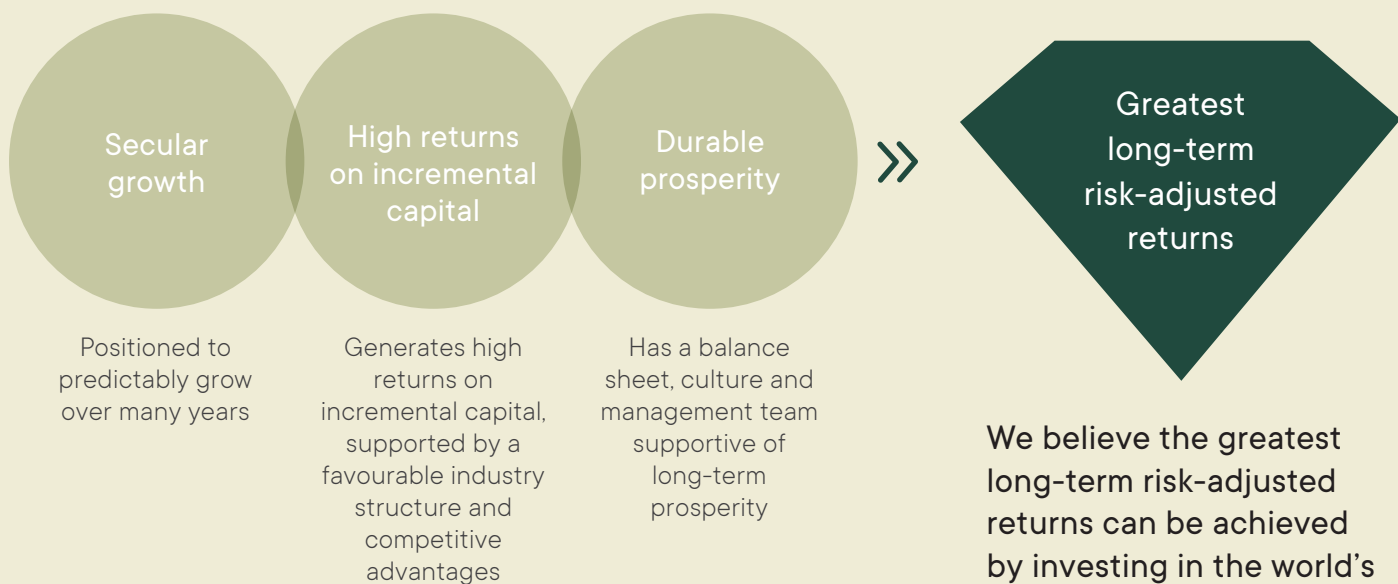 Secular
growth
High returns
on incremental
capital
Durable
prosperity
Greatest
long-term
risk-adjusted
returns
Positioned to
predictably grow
over many years
Generates high
returns on
incremental capital,
supported by a
favourable industry
structure and
competitive
advantages
Has a balance
sheet, culture and
management team
supportive of
long-term
prosperity
We believe the greatest
long-term risk-adjusted
returns can be achieved
by investing in the world's